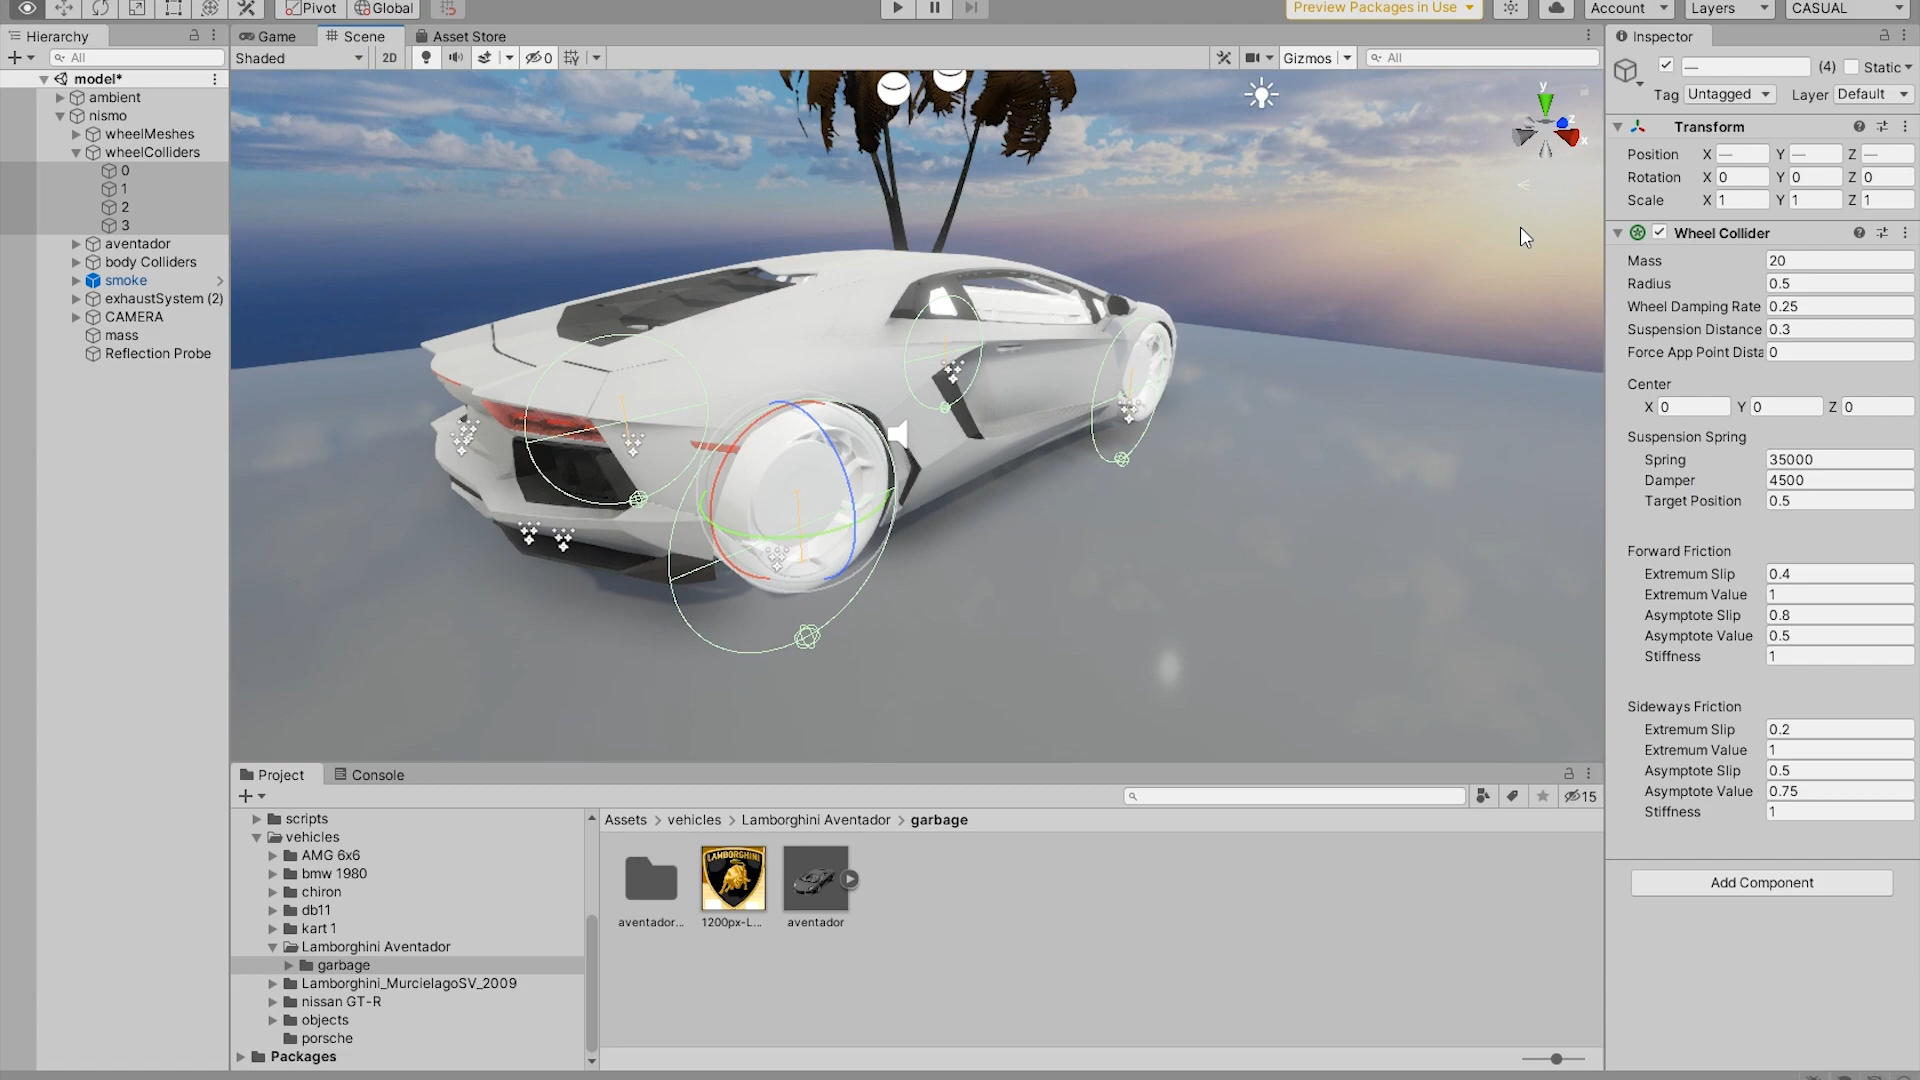 Pivot
Global
Preview Packages in Use
Account
Layers
CASUAL
Hierarchy
All
model*
ambient
nismo
wheelMeshes
wheelColliders
0
1
2
3
aventador
body Colliders
smoke
exhaustSystem (2)
CAMERA
mass
Reflection Probe
Game
Scene
Asset Store
Shaded
2D
0
Gizmos
All
y
z
x
Inspector
—
(4)
Static
Tag Untagged
Layer Default
Transform
Position X — Y — Z —
Rotation X 0 Y 0 Z 0
Scale X 1 Y 1 Z 1
Wheel Collider
Mass 20
Radius 0.5
Wheel Damping Rate 0.25
Suspension Distance 0.3
Force App Point Dista 0
Center
X 0 Y 0 Z 0
Suspension Spring
Spring 35000
Damper 4500
Target Position 0.5
Forward Friction
Extremum Slip 0.4
Extremum Value 1
Asymptote Slip 0.8
Asymptote Value 0.5
Stiffness 1
Sideways Friction
Extremum Slip 0.2
Extremum Value 1
Asymptote Slip 0.5
Asymptote Value 0.75
Stiffness 1
Add Component
Project
Console
15
scripts
vehicles
AMG 6x6
bmw 1980
chiron
db11
kart 1
Lamborghini Aventador
garbage
Lamborghini_MurcielagoSV_2009
nissan GT-R
objects
porsche
Packages
Assets > vehicles > Lamborghini Aventador > garbage
LAMBORGHINI
aventador...
1200px-L...
aventador